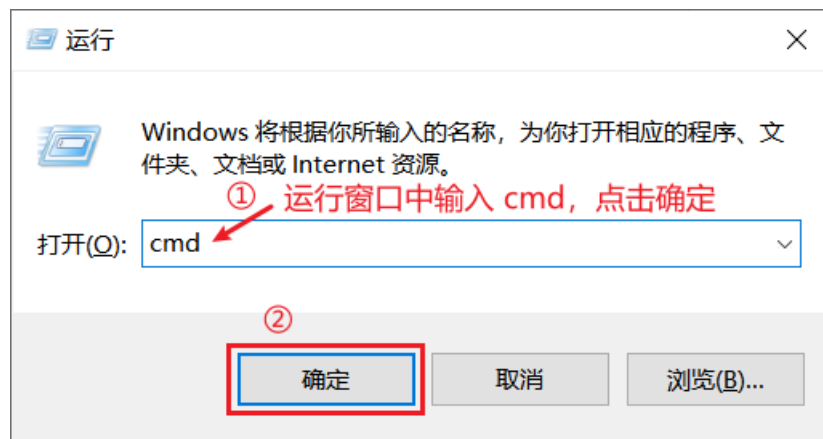 运行
Windows 将根据你所输入的名称，为你打开相应的程序、文
件夹、文档或 Internet 资源。
① 运行窗口中输入 cmd，点击确定
打开(O): cmd
②
确定 取消 浏览(B)...